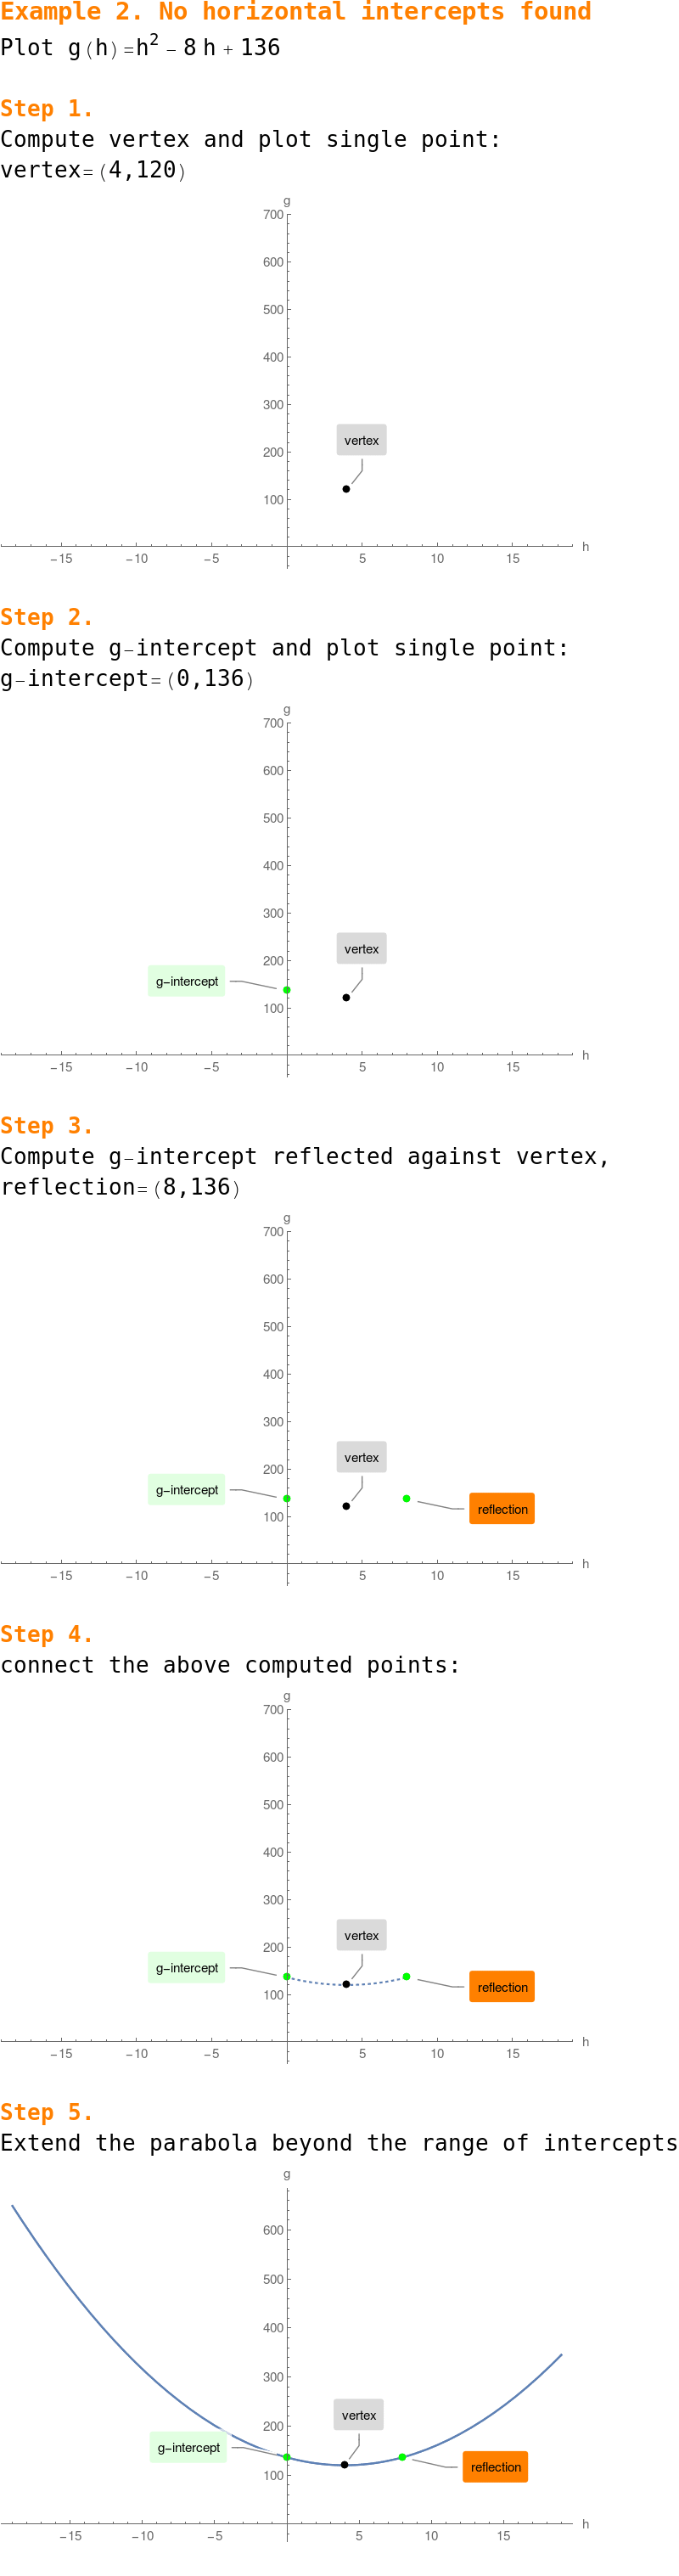 Example 2. No horizontal intercepts found
Plot g(h)=h² − 8 h + 136
Step 1.
Compute vertex and plot single point:
vertex=(4,120)
g
700
600
500
400
300
vertex
200
100
h
−15 −10 −5 5 10 15
Step 2.
Compute g−intercept and plot single point:
g−intercept=(0,136)
g
700
600
500
400
300
vertex
200
g−intercept
100
h
−15 −10 −5 5 10 15
Step 3.
Compute g−intercept reflected against vertex,
reflection=(8,136)
g
700
600
500
400
300
vertex
200
g−intercept
reflection
100
h
−15 −10 −5 5 10 15
Step 4.
connect the above computed points:
g
700
600
500
400
300
vertex
200
g−intercept
reflection
100
h
−15 −10 −5 5 10 15
Step 5.
Extend the parabola beyond the range of intercepts
g
600
500
400
300
vertex
200
g−intercept
reflection
100
h
−15 −10 −5 5 10 15